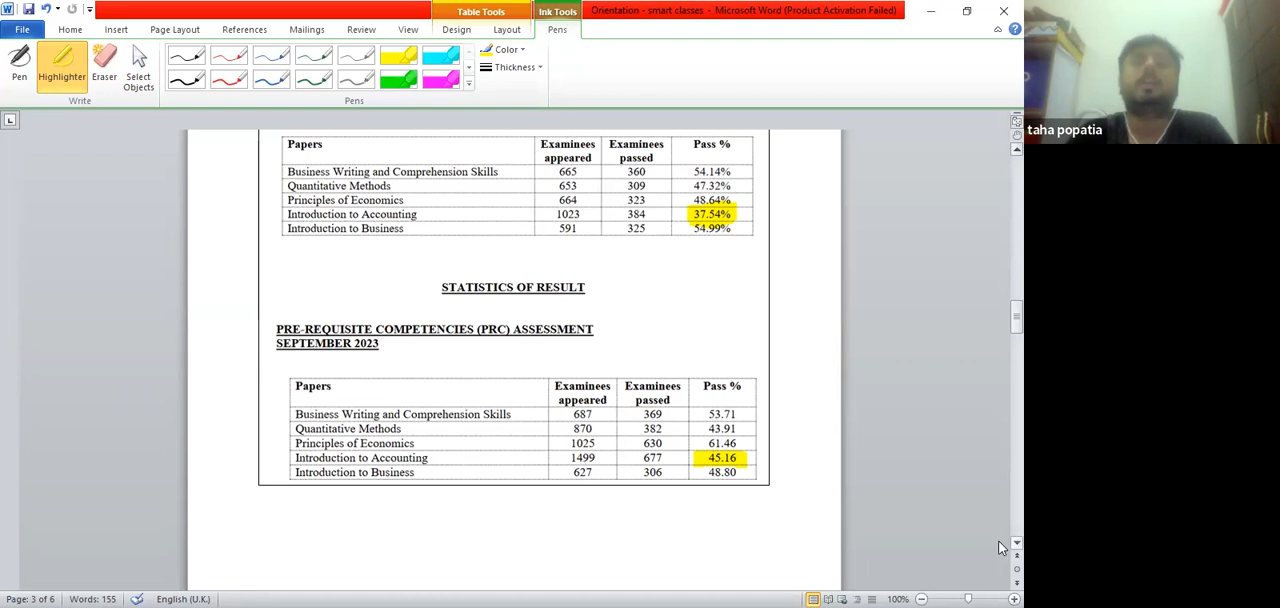 Table Tools
Ink Tools
Orientation - smart classes - Microsoft Word (Product Activation Failed)
File Home Insert Page Layout References Mailings Review View Design Layout Pens
Pen
Highlighter
Eraser
Select
Objects
Color
Thickness
Write
Pens
taha popatia
Papers Examinees appeared Examinees passed Pass %
Business Writing and Comprehension Skills 665 360 54.14%
Quantitative Methods 653 309 47.32%
Principles of Economics 664 323 48.64%
Introduction to Accounting 1023 384 37.54%
Introduction to Business 591 325 54.99%
STATISTICS OF RESULT
PRE-REQUISITE COMPETENCIES (PRC) ASSESSMENT
SEPTEMBER 2023
Papers Examinees appeared Examinees passed Pass %
Business Writing and Comprehension Skills 687 369 53.71
Quantitative Methods 870 382 43.91
Principles of Economics 1025 630 61.46
Introduction to Accounting 1499 677 45.16
Introduction to Business 627 306 48.80
Page: 3 of 6 Words: 155 English (U.K.) 100%